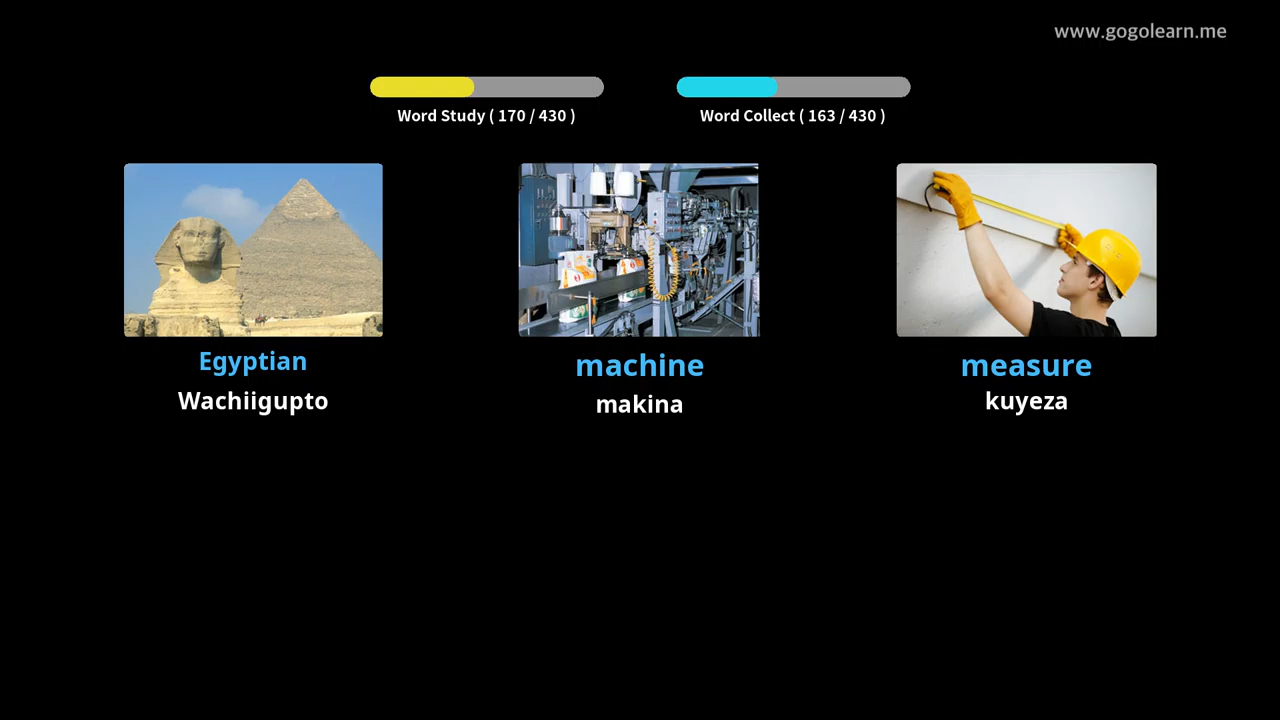 www.gogolearn.me
Word Study ( 170 / 430 )
Word Collect ( 163 / 430 )
Egyptian
Wachiigupto
machine
makina
measure
kuyeza